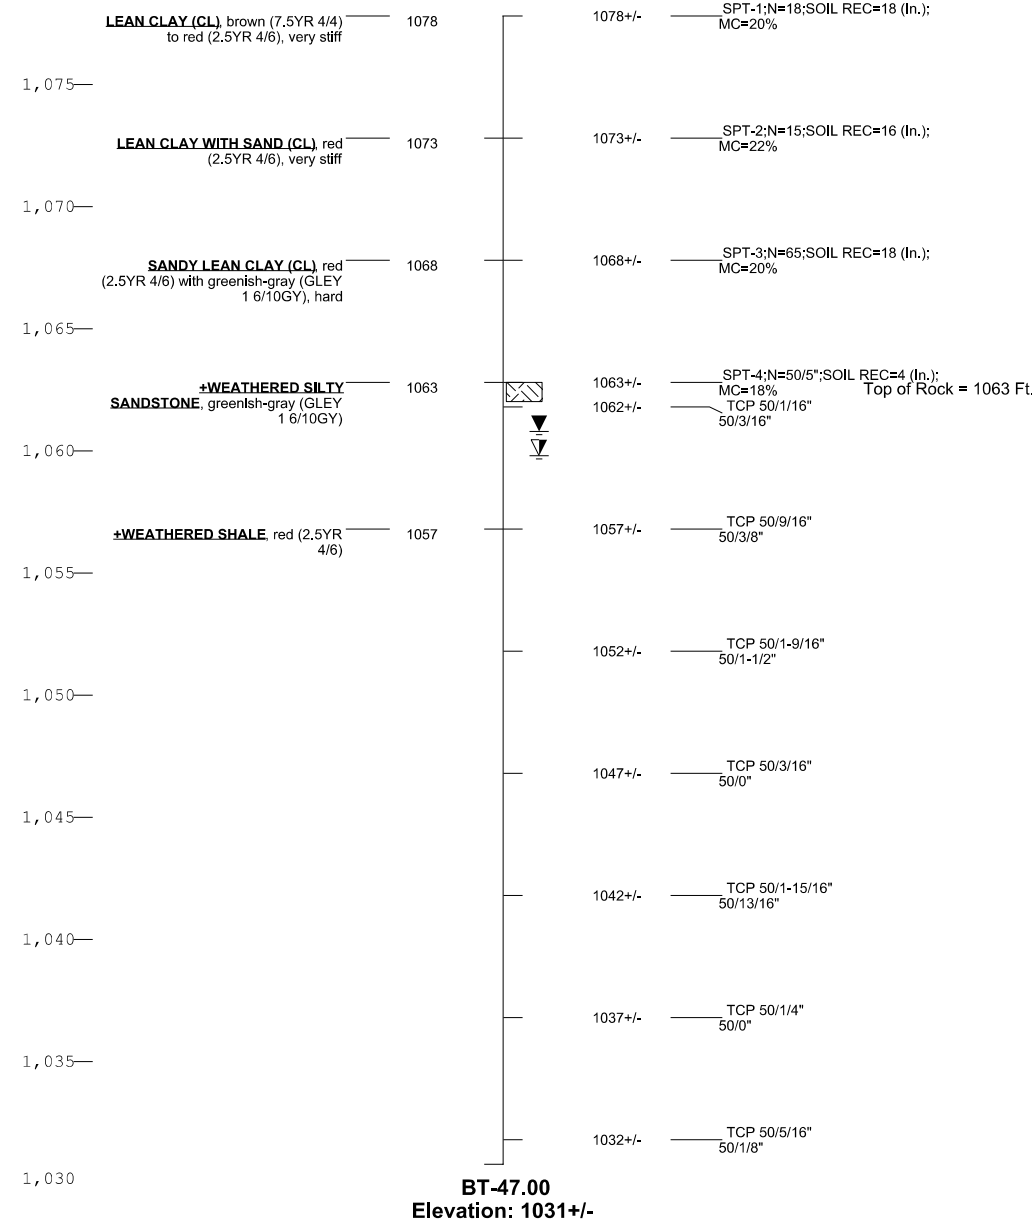 LEAN CLAY (CL), brown (7.5YR 4/4)
to red (2.5YR 4/6), very stiff
1078
1078+/-
SPT-1;N=18;SOIL REC=18 (In.);
MC=20%
1,075
LEAN CLAY WITH SAND (CL), red
(2.5YR 4/6), very stiff
1073
1073+/-
SPT-2;N=15;SOIL REC=16 (In.);
MC=22%
1,070
SANDY LEAN CLAY (CL), red
(2.5YR 4/6) with greenish-gray (GLEY
1 6/10GY), hard
1068
1068+/-
SPT-3;N=65;SOIL REC=18 (In.);
MC=20%
1,065
+WEATHERED SILTY
SANDSTONE, greenish-gray (GLEY
1 6/10GY)
1063
1063+/-
SPT-4;N=50/5";SOIL REC=4 (In.);
MC=18%
Top of Rock = 1063 Ft.
1062+/-
TCP 50/1/16"
50/3/16"
1,060
+WEATHERED SHALE, red (2.5YR
4/6)
1057
1057+/-
TCP 50/9/16"
50/3/8"
1,055
1052+/-
TCP 50/1-9/16"
50/1-1/2"
1,050
1047+/-
TCP 50/3/16"
50/0"
1,045
1042+/-
TCP 50/1-15/16"
50/13/16"
1,040
1037+/-
TCP 50/1/4"
50/0"
1,035
1032+/-
TCP 50/5/16"
50/1/8"
1,030
BT-47.00
Elevation: 1031+/-